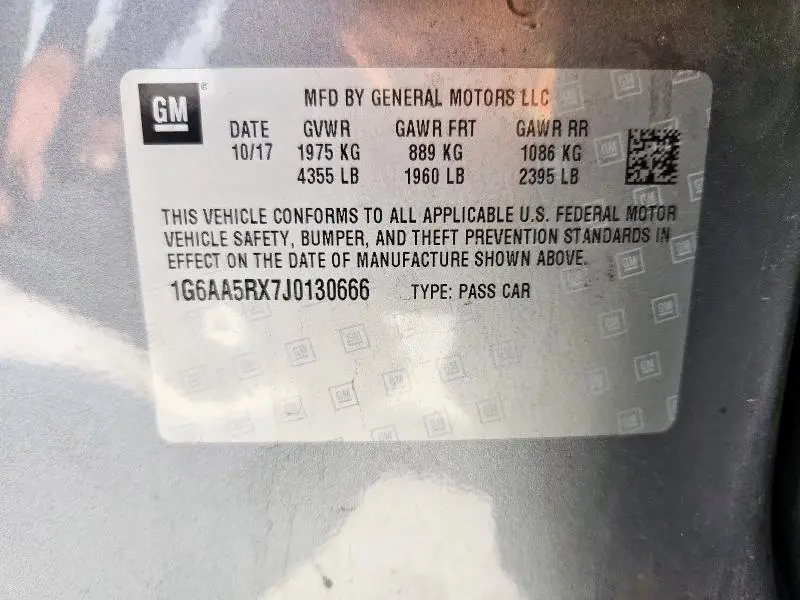 GM ®
MFD BY GENERAL MOTORS LLC
DATE GVWR GAWR FRT GAWR RR
10/17 1975 KG 889 KG 1086 KG
4355 LB 1960 LB 2395 LB
THIS VEHICLE CONFORMS TO ALL APPLICABLE U.S. FEDERAL MOTOR
VEHICLE SAFETY, BUMPER, AND THEFT PREVENTION STANDARDS IN
EFFECT ON THE DATE OF MANUFACTURE SHOWN ABOVE.
1G6AA5RX7J0130666 TYPE: PASS CAR